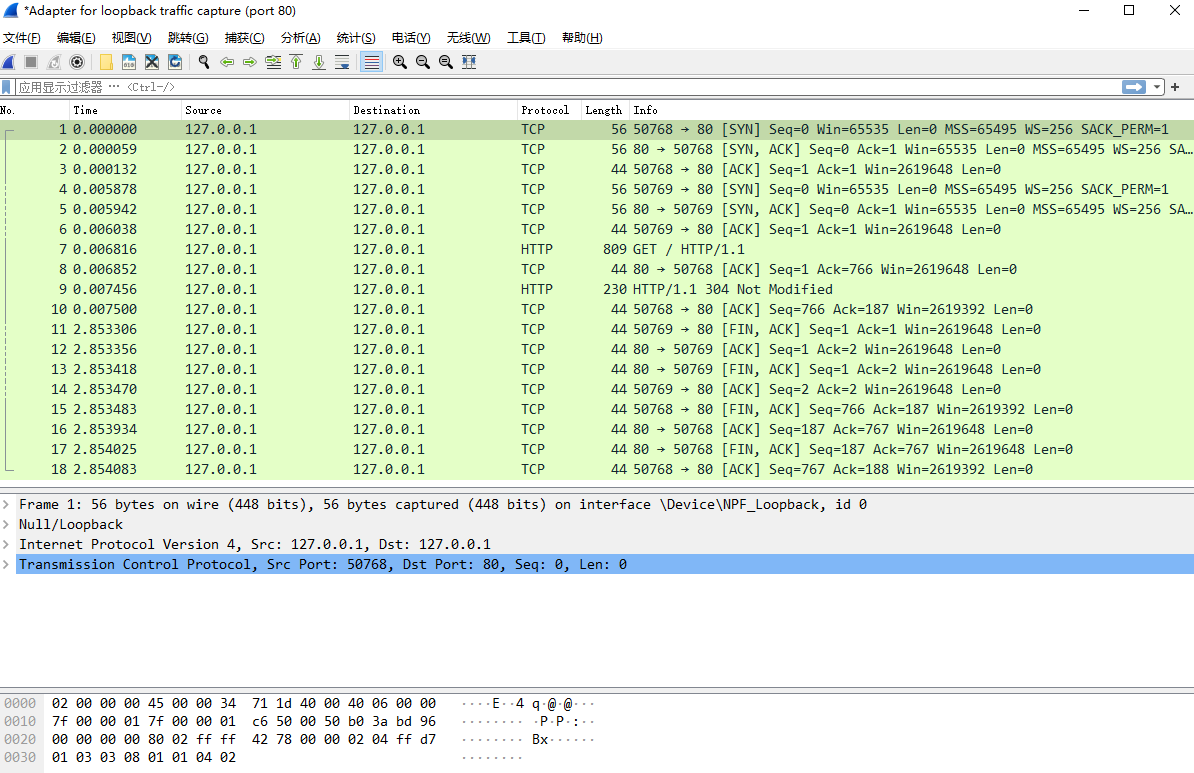 *Adapter for loopback traffic capture (port 80)
文件(F) 编辑(E) 视图(V) 跳转(G) 捕获(C) 分析(A) 统计(S) 电话(Y) 无线(W) 工具(T) 帮助(H)
应用显示过滤器 … <Ctrl-/>
No. Time Source Destination Protocol Length Info
1 0.000000 127.0.0.1 127.0.0.1 TCP 56 50768 → 80 [SYN] Seq=0 Win=65535 Len=0 MSS=65495 WS=256 SACK_PERM=1
2 0.000059 127.0.0.1 127.0.0.1 TCP 56 80 → 50768 [SYN, ACK] Seq=0 Ack=1 Win=65535 Len=0 MSS=65495 WS=256 SA…
3 0.000132 127.0.0.1 127.0.0.1 TCP 44 50768 → 80 [ACK] Seq=1 Ack=1 Win=2619648 Len=0
4 0.005878 127.0.0.1 127.0.0.1 TCP 56 50769 → 80 [SYN] Seq=0 Win=65535 Len=0 MSS=65495 WS=256 SACK_PERM=1
5 0.005942 127.0.0.1 127.0.0.1 TCP 56 80 → 50769 [SYN, ACK] Seq=0 Ack=1 Win=65535 Len=0 MSS=65495 WS=256 SA…
6 0.006038 127.0.0.1 127.0.0.1 TCP 44 50769 → 80 [ACK] Seq=1 Ack=1 Win=2619648 Len=0
7 0.006816 127.0.0.1 127.0.0.1 HTTP 809 GET / HTTP/1.1
8 0.006852 127.0.0.1 127.0.0.1 TCP 44 80 → 50768 [ACK] Seq=1 Ack=766 Win=2619648 Len=0
9 0.007456 127.0.0.1 127.0.0.1 HTTP 230 HTTP/1.1 304 Not Modified
10 0.007500 127.0.0.1 127.0.0.1 TCP 44 50768 → 80 [ACK] Seq=766 Ack=187 Win=2619392 Len=0
11 2.853306 127.0.0.1 127.0.0.1 TCP 44 50769 → 80 [FIN, ACK] Seq=1 Ack=1 Win=2619648 Len=0
12 2.853356 127.0.0.1 127.0.0.1 TCP 44 80 → 50769 [ACK] Seq=1 Ack=2 Win=2619648 Len=0
13 2.853418 127.0.0.1 127.0.0.1 TCP 44 80 → 50769 [FIN, ACK] Seq=1 Ack=2 Win=2619648 Len=0
14 2.853470 127.0.0.1 127.0.0.1 TCP 44 50769 → 80 [ACK] Seq=2 Ack=2 Win=2619648 Len=0
15 2.853483 127.0.0.1 127.0.0.1 TCP 44 50768 → 80 [FIN, ACK] Seq=766 Ack=187 Win=2619392 Len=0
16 2.853934 127.0.0.1 127.0.0.1 TCP 44 80 → 50768 [ACK] Seq=187 Ack=767 Win=2619648 Len=0
17 2.854025 127.0.0.1 127.0.0.1 TCP 44 80 → 50768 [FIN, ACK] Seq=187 Ack=767 Win=2619648 Len=0
18 2.854083 127.0.0.1 127.0.0.1 TCP 44 50768 → 80 [ACK] Seq=767 Ack=188 Win=2619392 Len=0
Frame 1: 56 bytes on wire (448 bits), 56 bytes captured (448 bits) on interface \Device\NPF_Loopback, id 0
Null/Loopback
Internet Protocol Version 4, Src: 127.0.0.1, Dst: 127.0.0.1
Transmission Control Protocol, Src Port: 50768, Dst Port: 80, Seq: 0, Len: 0
0000 02 00 00 00 45 00 00 34 71 1d 40 00 40 06 00 00 ····E··4 q·@·@···
0010 7f 00 00 01 7f 00 00 01 c6 50 00 50 b0 3a bd 96 ········ ·P·P·:··
0020 00 00 00 00 80 02 ff ff 42 78 00 00 02 04 ff d7 ········ Bx······
0030 01 03 03 08 01 01 04 02 ········